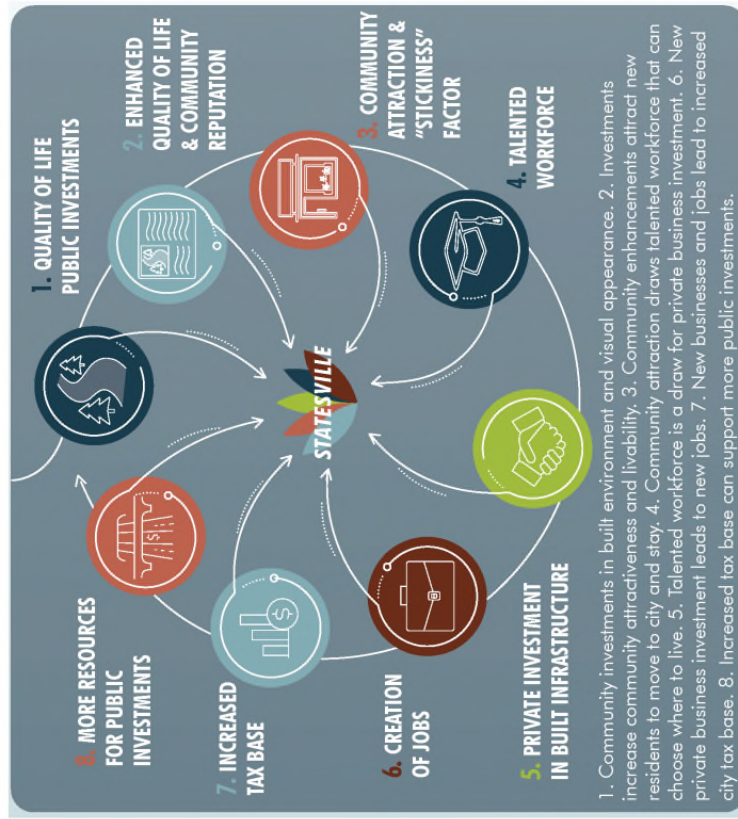 1. QUALITY OF LIFE
PUBLIC INVESTMENTS
2. ENHANCED
QUALITY OF LIFE
& COMMUNITY
REPUTATION
3. COMMUNITY
ATTRACTION &
"STICKINESS"
FACTOR
4. TALENTED
WORKFORCE
5. PRIVATE INVESTMENT
IN BUILT INFRASTRUCTURE
6. CREATION
OF JOBS
7. INCREASED
TAX BASE
8. MORE RESOURCES
FOR PUBLIC
INVESTMENTS
STATESVILLE
$
$
1. Community investments in built environment and visual appearance. 2. Investments
increase community attractiveness and livability. 3. Community enhancements attract new
residents to move to city and stay. 4. Community attraction draws talented workforce that can
choose where to live. 5. Talented workforce is a draw for private business investment. 6. New
private business investment leads to new jobs. 7. New businesses and jobs lead to increased
city tax base. 8. Increased tax base can support more public investments.